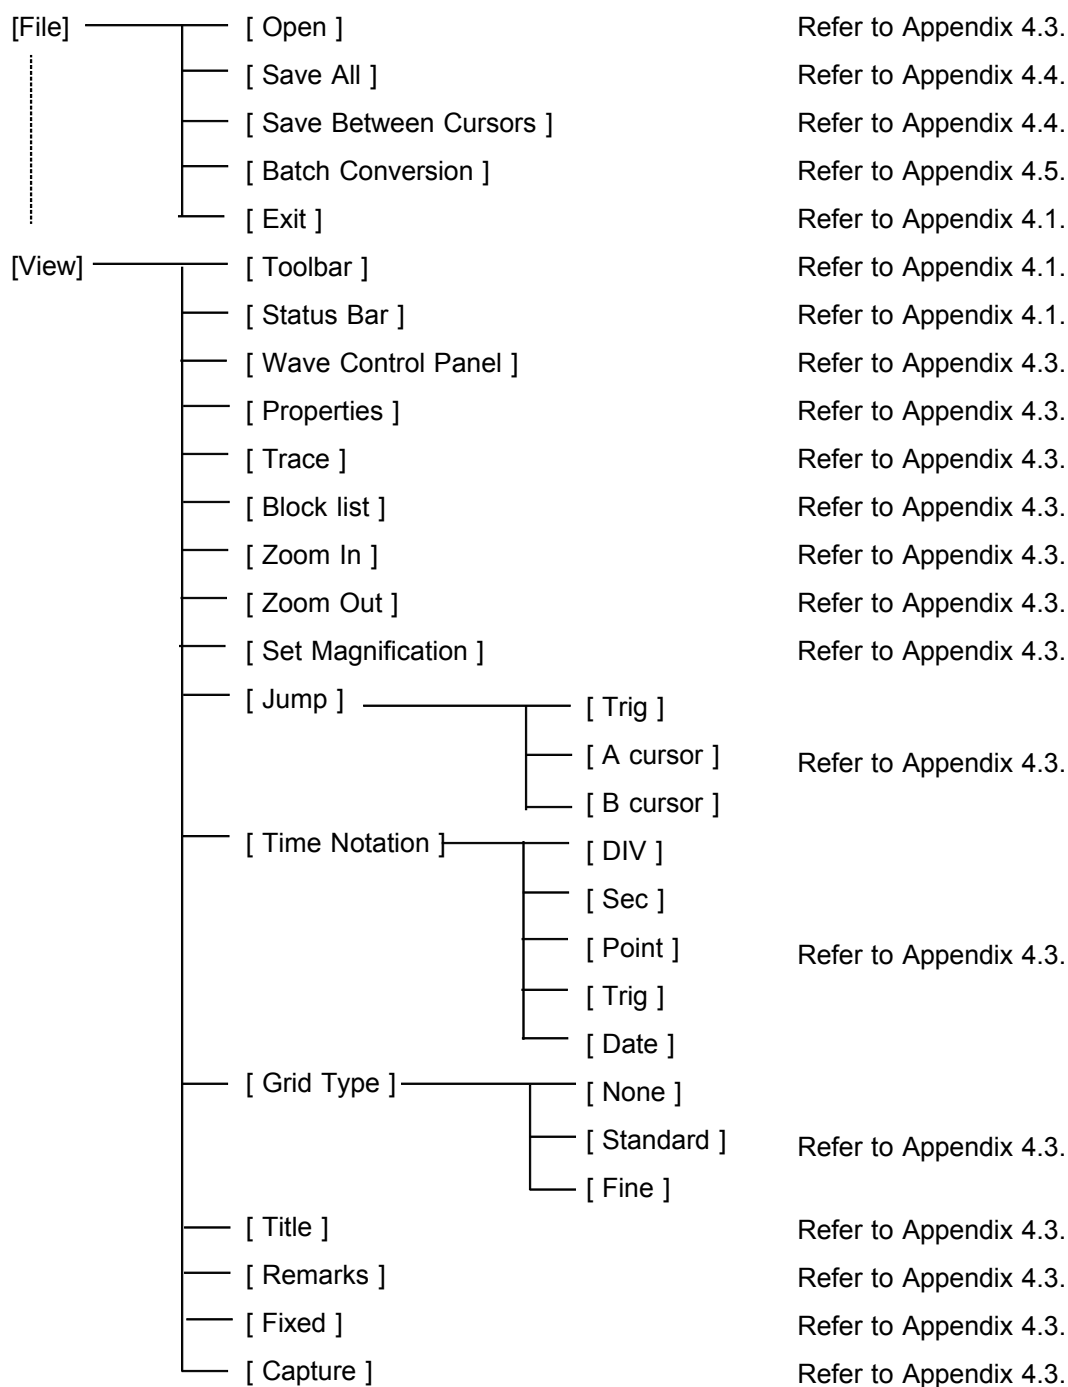 [File] [ Open ] Refer to Appendix 4.3.
[ Save All ] Refer to Appendix 4.4.
[ Save Between Cursors ] Refer to Appendix 4.4.
[ Batch Conversion ] Refer to Appendix 4.5.
[ Exit ] Refer to Appendix 4.1.
[View] [ Toolbar ] Refer to Appendix 4.1.
[ Status Bar ] Refer to Appendix 4.1.
[ Wave Control Panel ] Refer to Appendix 4.3.
[ Properties ] Refer to Appendix 4.3.
[ Trace ] Refer to Appendix 4.3.
[ Block list ] Refer to Appendix 4.3.
[ Zoom In ] Refer to Appendix 4.3.
[ Zoom Out ] Refer to Appendix 4.3.
[ Set Magnification ] Refer to Appendix 4.3.
[ Jump ] [ Trig ]
[ A cursor ] Refer to Appendix 4.3.
[ B cursor ]
[ Time Notation ] [ DIV ]
[ Sec ]
[ Point ] Refer to Appendix 4.3.
[ Trig ]
[ Date ]
[ Grid Type ] [ None ]
[ Standard ] Refer to Appendix 4.3.
[ Fine ]
[ Title ] Refer to Appendix 4.3.
[ Remarks ] Refer to Appendix 4.3.
[ Fixed ] Refer to Appendix 4.3.
[ Capture ] Refer to Appendix 4.3.